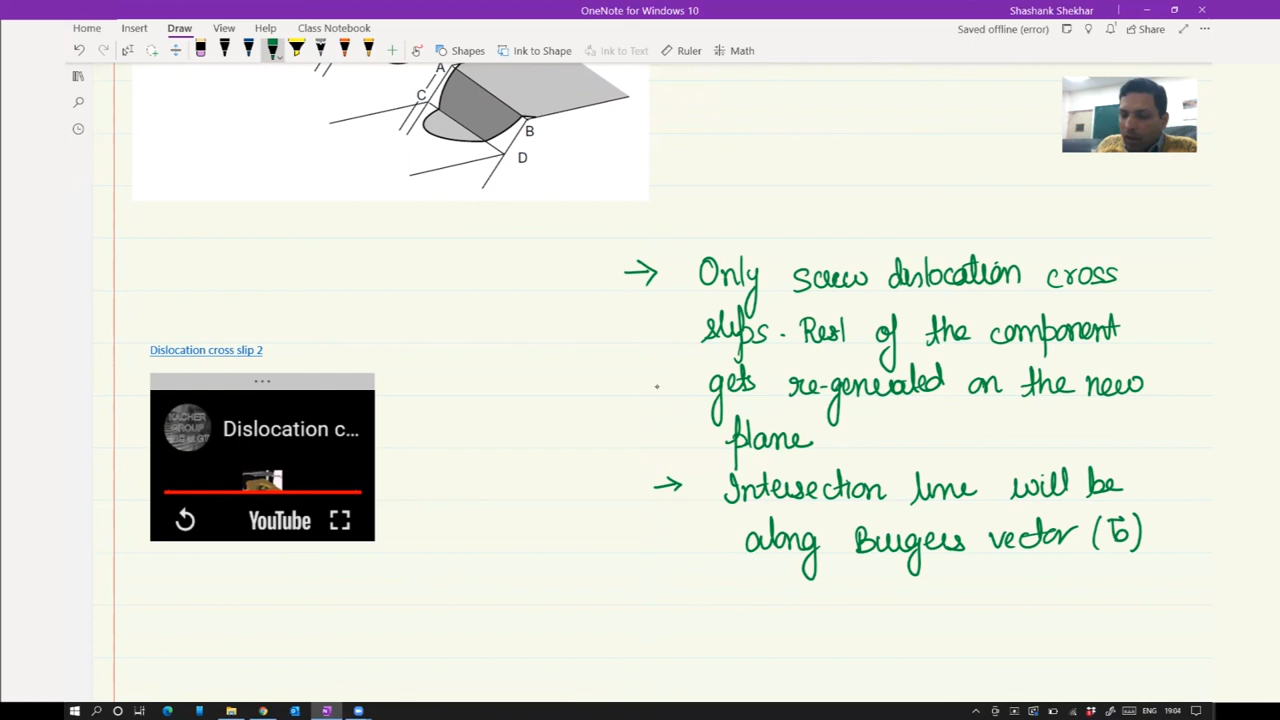 OneNote for Windows 10
Shashank Shekhar
Home Insert Draw View Help Class Notebook
Saved offline (error)
Share
Shapes Ink to Shape Ink to Text Ruler Math
A
C
B
D
→ Only screw dislocation cross
slips. Rest of the component
Dislocation cross slip 2
gets re-generated on the new
KACHER
GROUP
Dislocation c...
plane
→ Intersection line will be
YouTube
along Burgers vector (b)
ENG 19:04